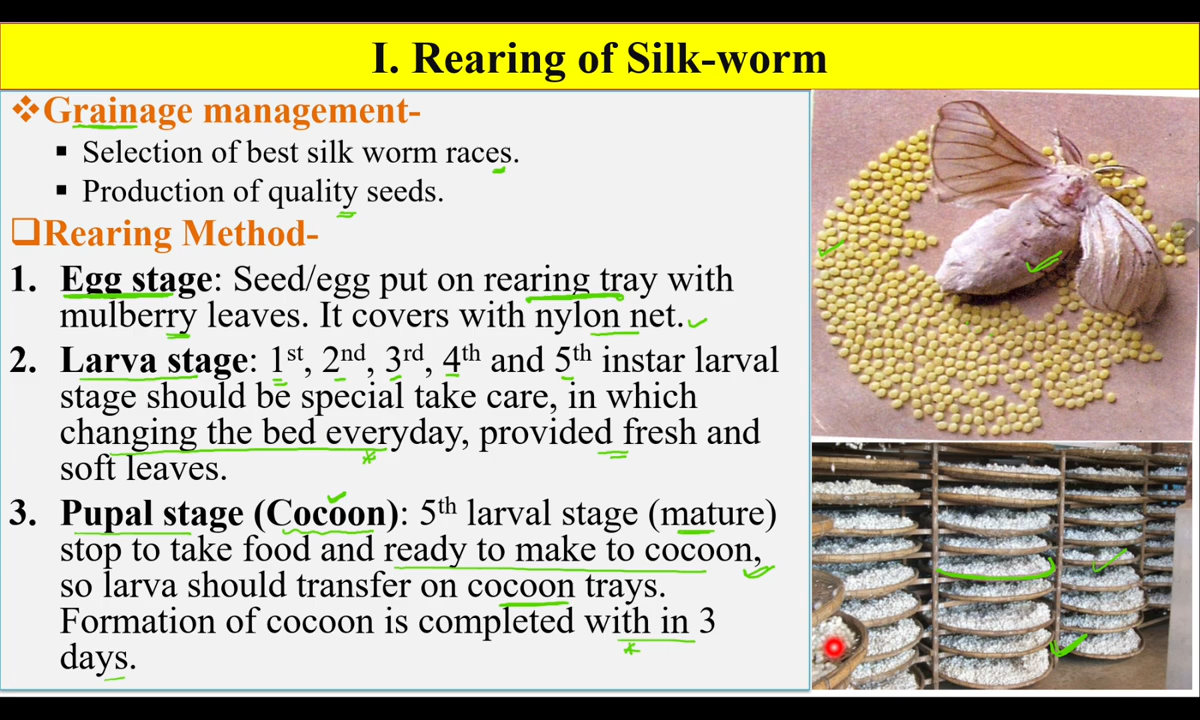 I. Rearing of Silk-worm
❖Grainage management-
▪ Selection of best silk worm races.
▪ Production of quality seeds.
❑Rearing Method-
1. Egg stage: Seed/egg put on rearing tray with
mulberry leaves. It covers with nylon net.
2. Larva stage: 1st, 2nd, 3rd, 4th and 5th instar larval
stage should be special take care, in which
changing the bed everyday, provided fresh and
soft leaves.
3. Pupal stage (Cocoon): 5th larval stage (mature)
stop to take food and ready to make to cocoon,
so larva should transfer on cocoon trays.
Formation of cocoon is completed with in 3
days.